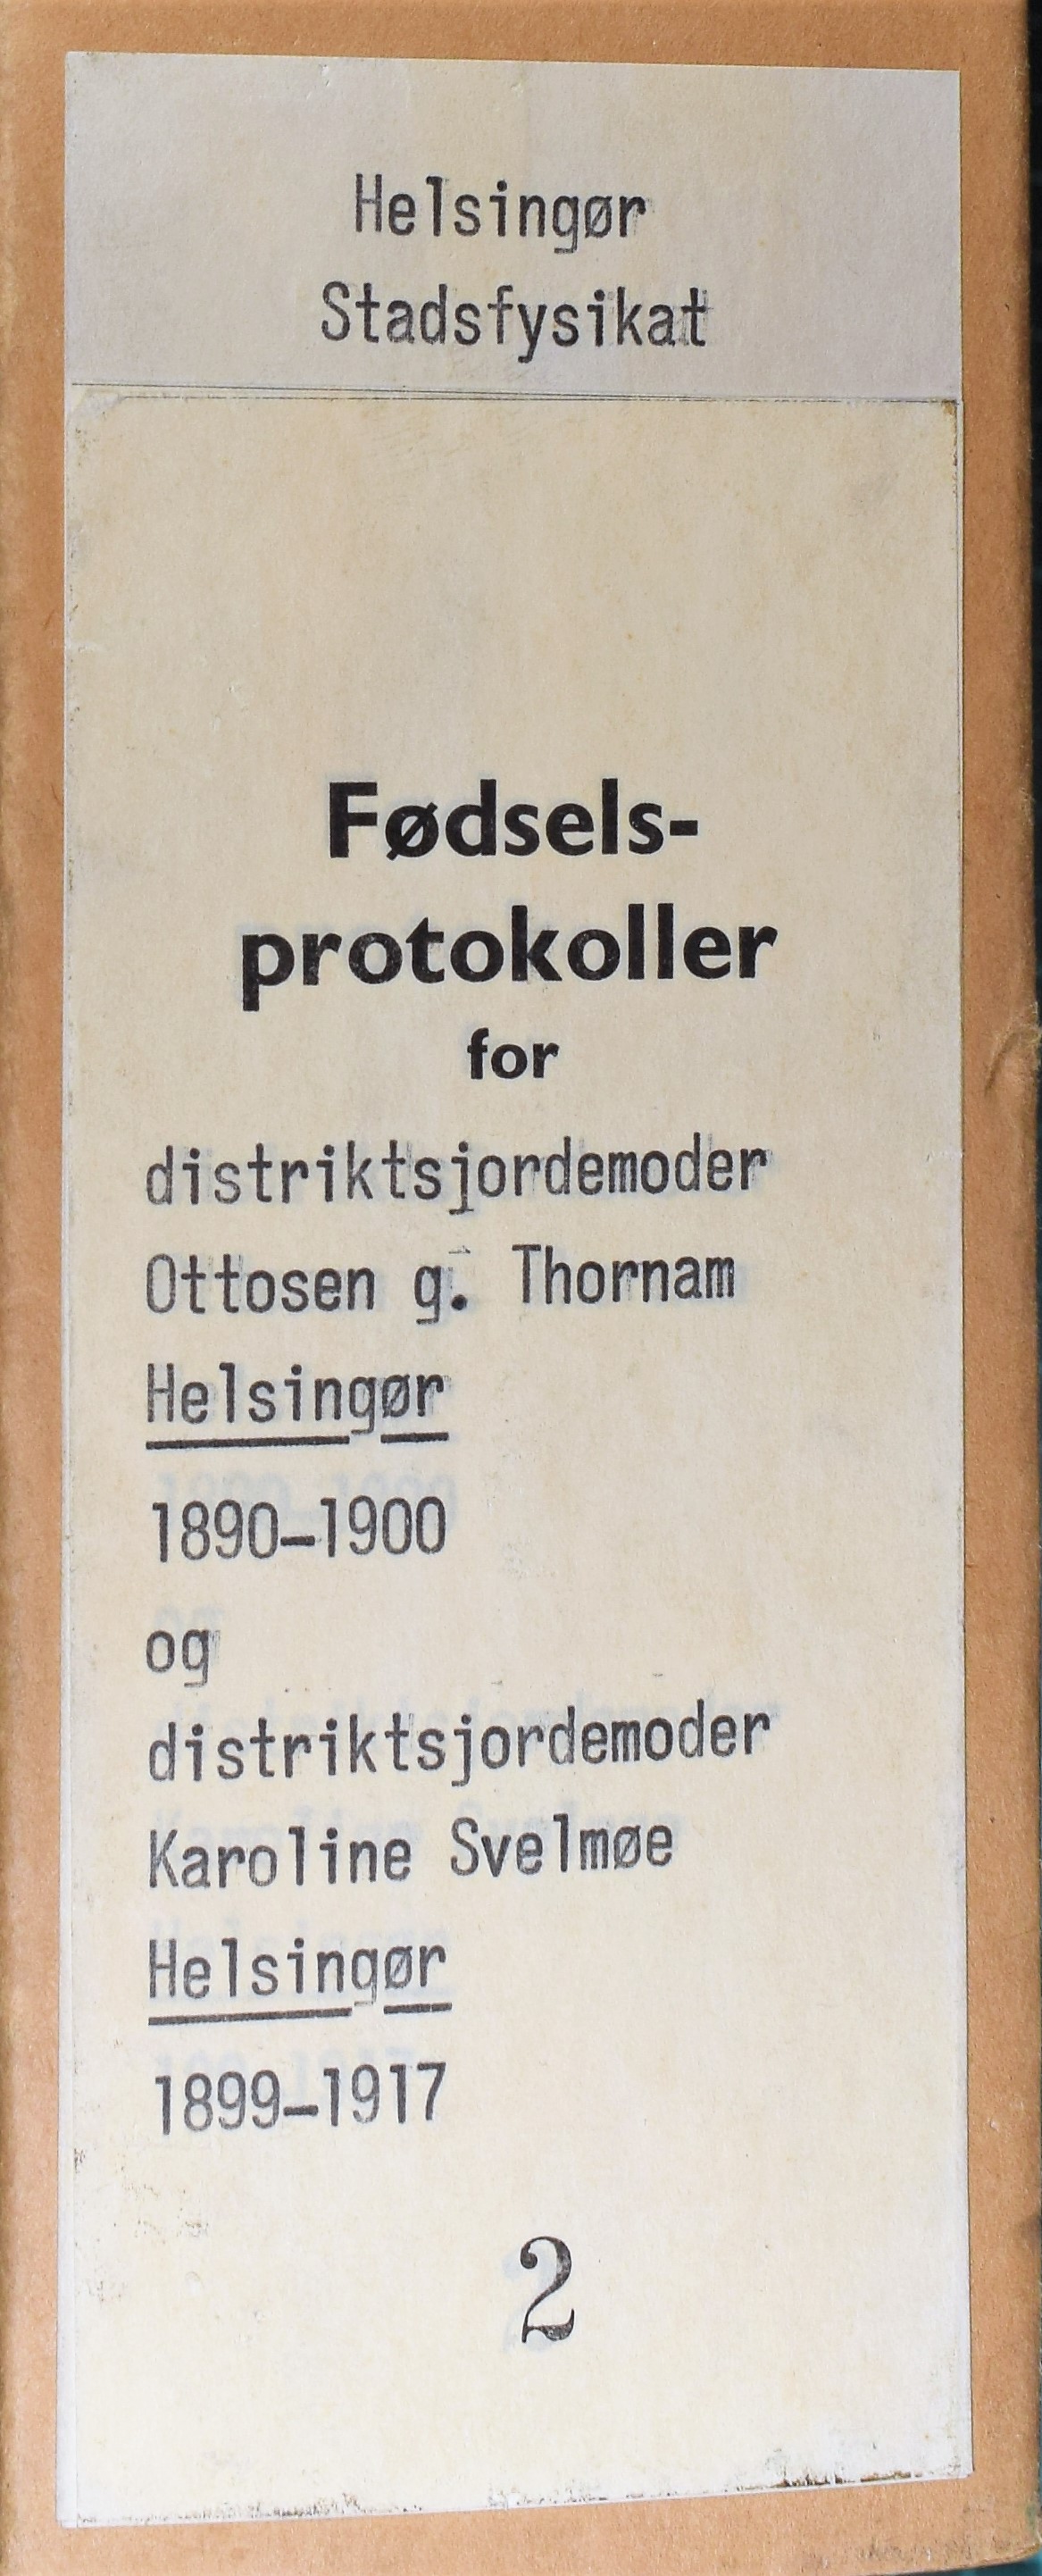 Helsingør
Stadsfysikat
Fødsels-
protokoller
for
distriktsjordemoder
Ottosen g. Thornam
Helsingør
1890-1900
og
distriktsjordemoder
Karoline Svelmøe
Helsingør
1899-1917
2